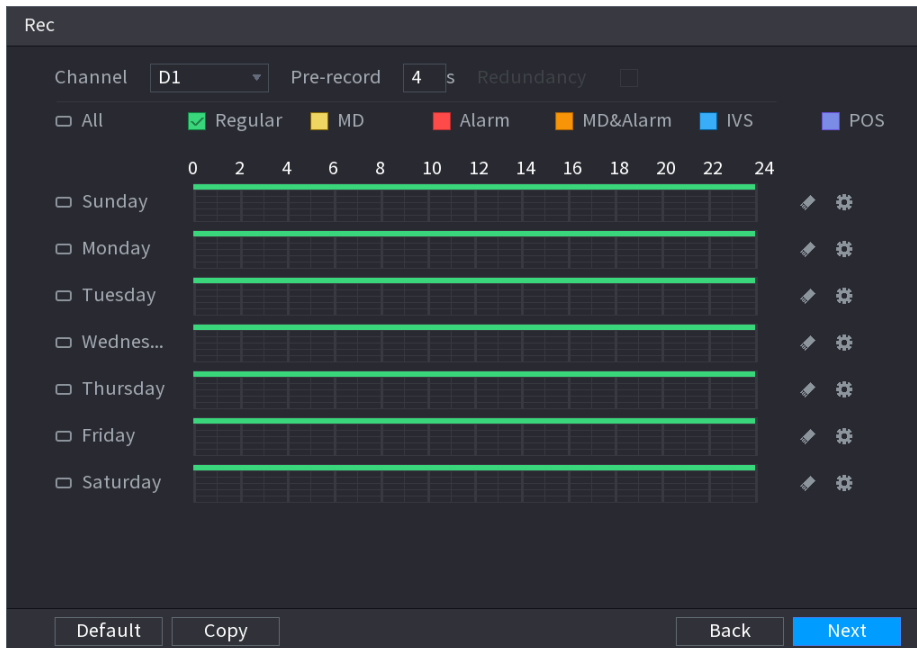 Rec
Channel D1 Pre-record 4 s Redundancy
All Regular MD Alarm MD&Alarm IVS POS
0 2 4 6 8 10 12 14 16 18 20 22 24
Sunday
Monday
Tuesday
Wednes...
Thursday
Friday
Saturday
Default Copy Back Next